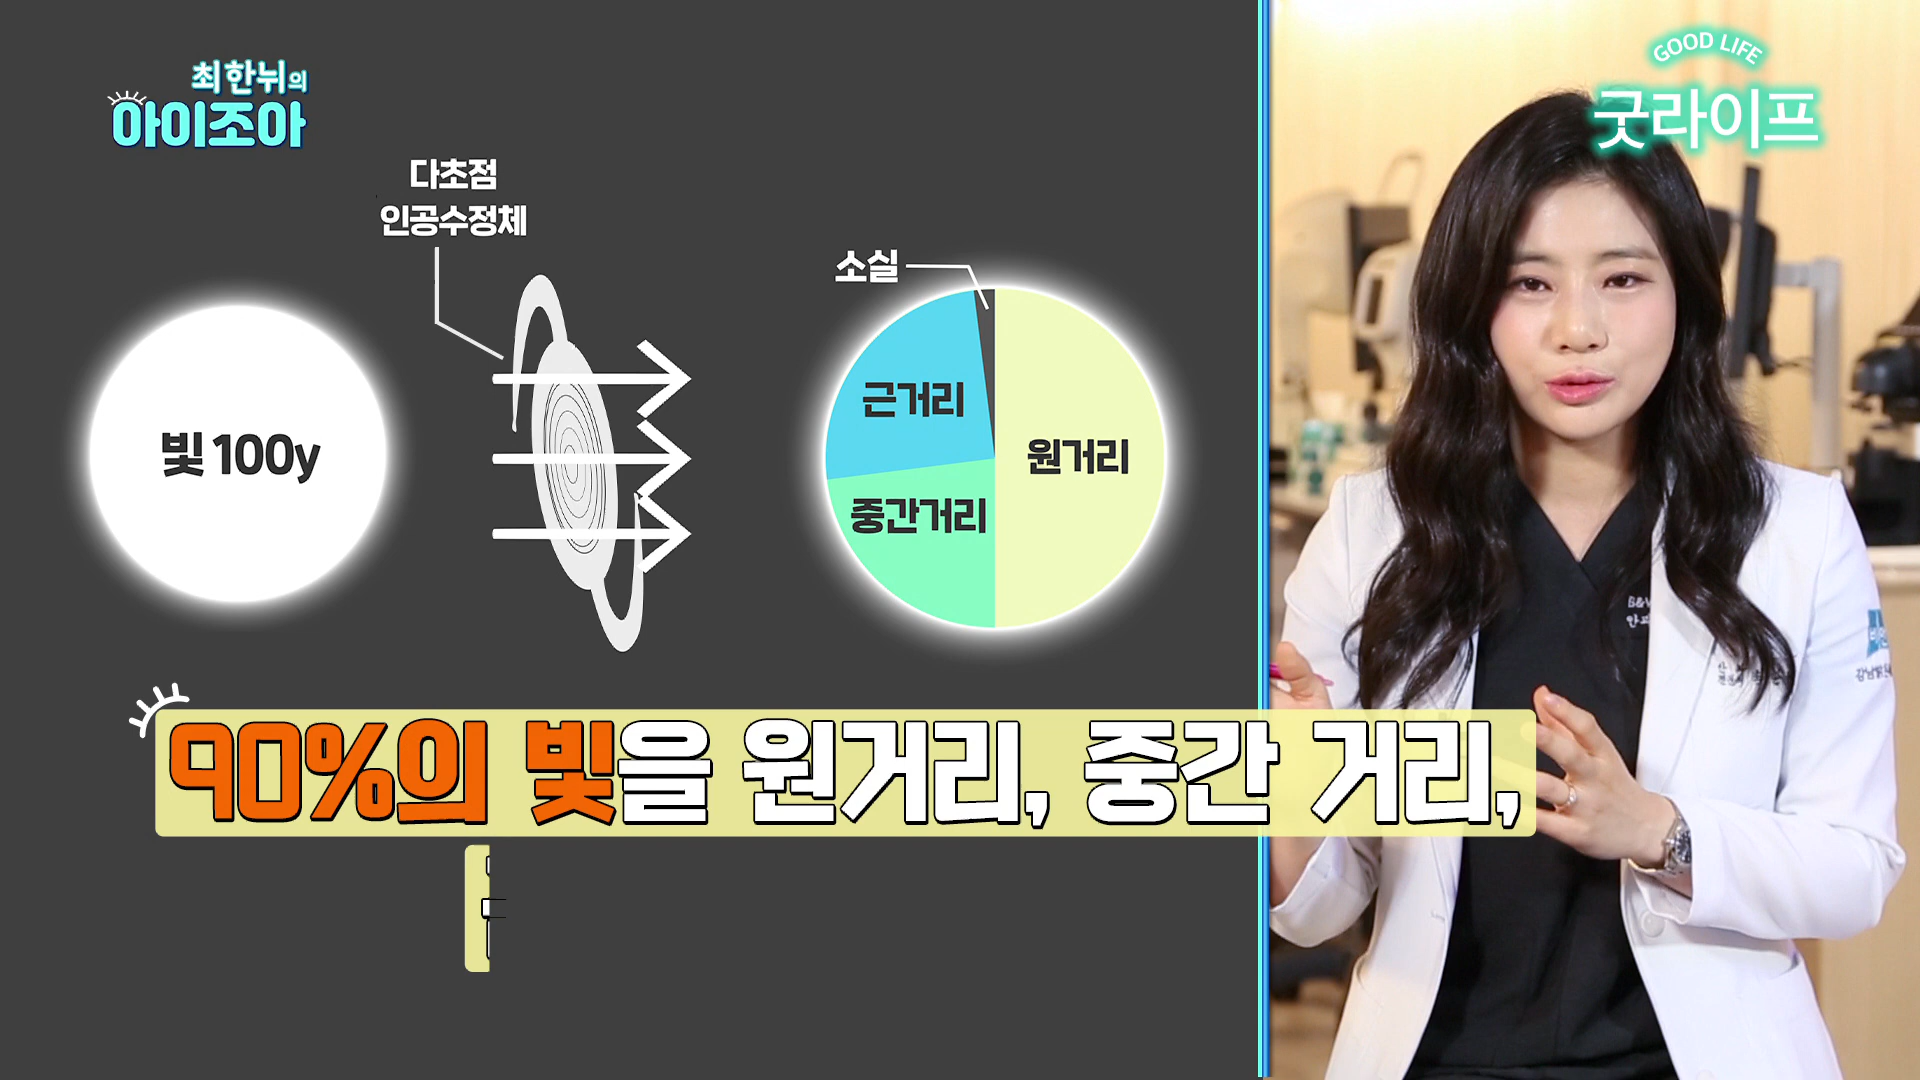 최한뉘의
아이조아
GOOD LIFE
굿라이프
다초점
인공수정체
소실
빛 100y
근거리
원거리
중간거리
90%의 빛을 원거리, 중간 거리,